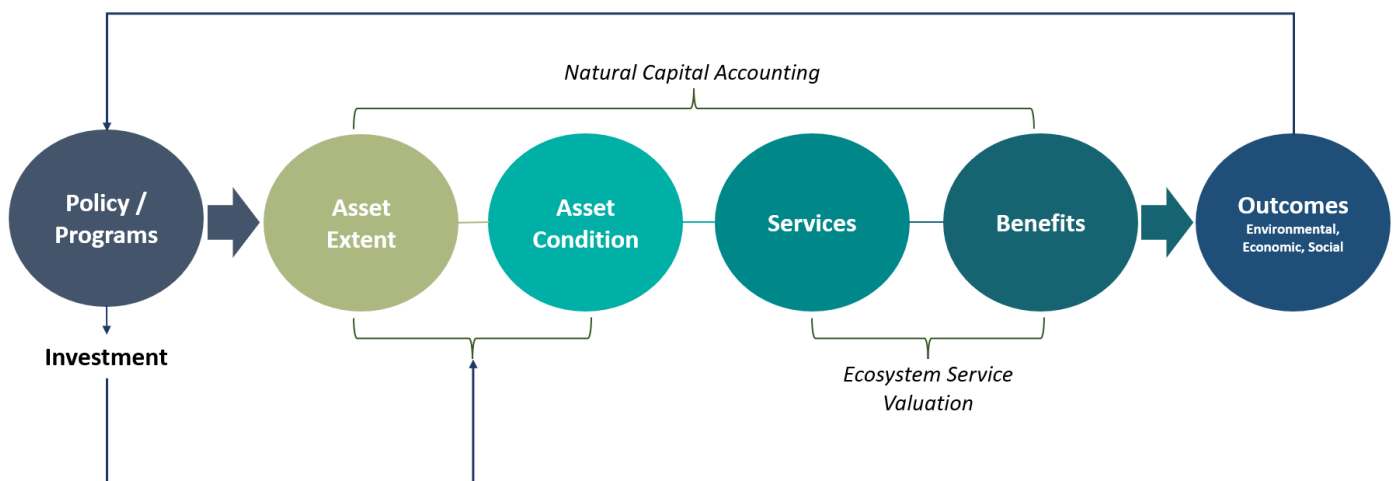 Natural Capital Accounting
Policy /
Programs
Asset
Extent
Asset
Condition
Services
Benefits
Outcomes
Environmental,
Economic, Social
Investment
Ecosystem Service
Valuation